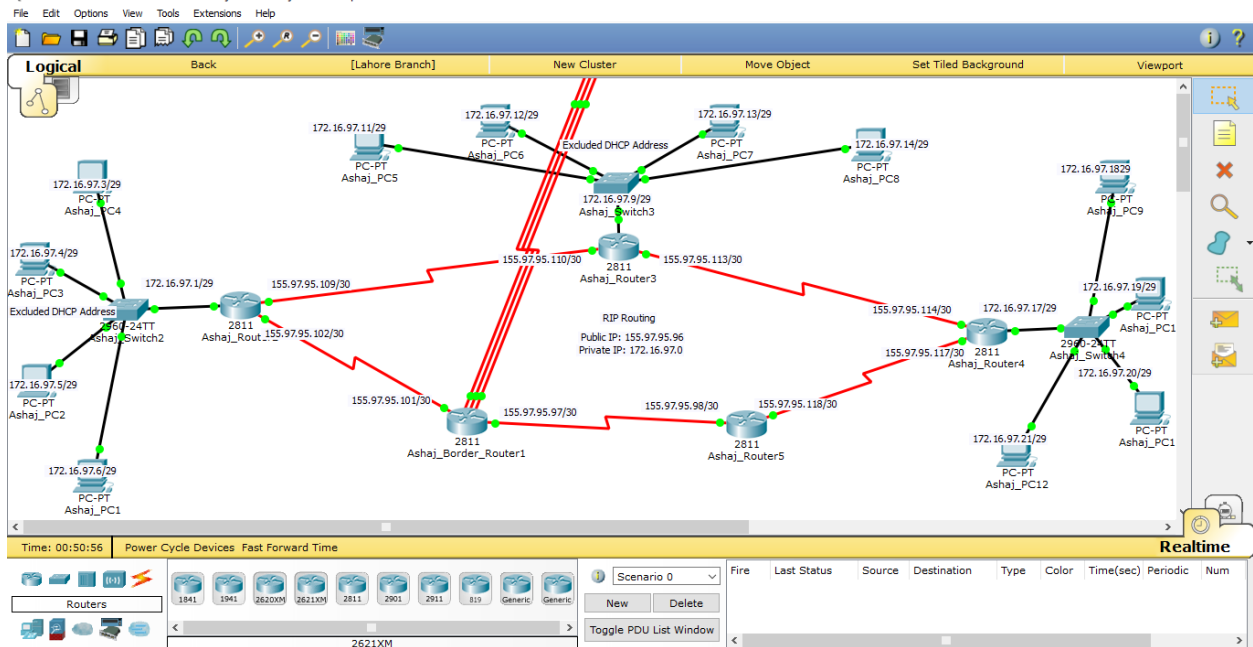 File Edit Options View Tools Extensions Help
Logical Back [Lahore Branch] New Cluster Move Object Set Tiled Background Viewport
172.16.97.12/29
PC-PT
Ashaj_PC6
172.16.97.13/29
PC-PT
Ashaj_PC7
172.16.97.11/29
PC-PT
Ashaj_PC5
Excluded DHCP Address
172.16.97.14/29
PC-PT
Ashaj_PC8
172.16.97.9/29
Ashaj_Switch3
172.16.97.1829
PC-PT
Ashaj_PC9
172.16.97.3/29
PC-PT
Ashaj_PC4
172.16.97.4/29
PC-PT
Ashaj_PC3
Excluded DHCP Address
2960-24TT
Ashaj_Switch2
172.16.97.1/29
2811
155.97.95.109/30
155.97.95.102/30
155.97.95.110/30
2811
Ashaj_Router3
155.97.95.113/30
RIP Routing
Public IP: 155.97.95.96
Private IP: 172.16.97.0
155.97.95.114/30
155.97.95.117/30
2811
Ashaj_Router4
172.16.97.17/29
2960-24TT
Ashaj_Switch4
172.16.97.19/29
PC-PT
Ashaj_PC1
172.16.97.20/29
PC-PT
Ashaj_PC1
172.16.97.5/29
PC-PT
Ashaj_PC2
172.16.97.6/29
PC-PT
Ashaj_PC1
155.97.95.101/30
2811
Ashaj_Border_Router1
155.97.95.97/30
155.97.95.98/30
155.97.95.118/30
2811
Ashaj_Router5
172.16.97.21/29
PC-PT
Ashaj_PC12
Time: 00:50:56 Power Cycle Devices Fast Forward Time
Realtime
Routers
1841 1941 2620XM 2621XM 2811 2901 2911 819 Generic Generic
2621XM
Scenario 0
New Delete
Toggle PDU List Window
Fire Last Status Source Destination Type Color Time(sec) Periodic Num